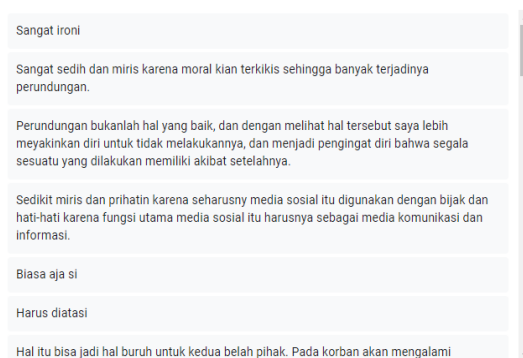 Sangat ironi
Sangat sedih dan miris karena moral kian terkikis sehingga banyak terjadinya
perundungan.
Perundungan bukanlah hal yang baik, dan dengan melihat hal tersebut saya lebih
meyakinkan diri untuk tidak melakukannya, dan menjadi pengingat diri bahwa segala
sesuatu yang dilakukan memiliki akibat setelahnya.
Sedikit miris dan prihatin karena seharusny media sosial itu digunakan dengan bijak dan
hati-hati karena fungsi utama media sosial itu harusnya sebagai media komunikasi dan
informasi.
Biasa aja si
Harus diatasi
Hal itu bisa jadi hal buruh untuk kedua belah pihak. Pada korban akan mengalami